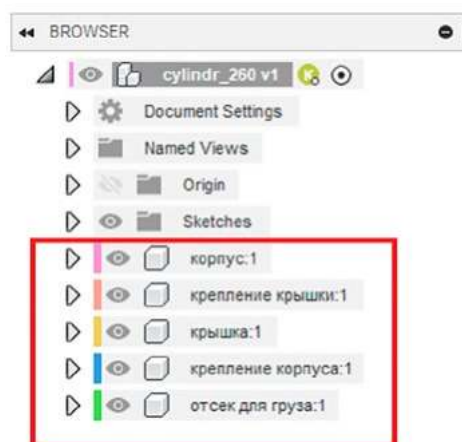 BROWSER
cylindr_260 v1
Document Settings
Named Views
Origin
Sketches
корпус:1
крепление крышки:1
крышка:1
крепление корпуса:1
отсек для груза:1